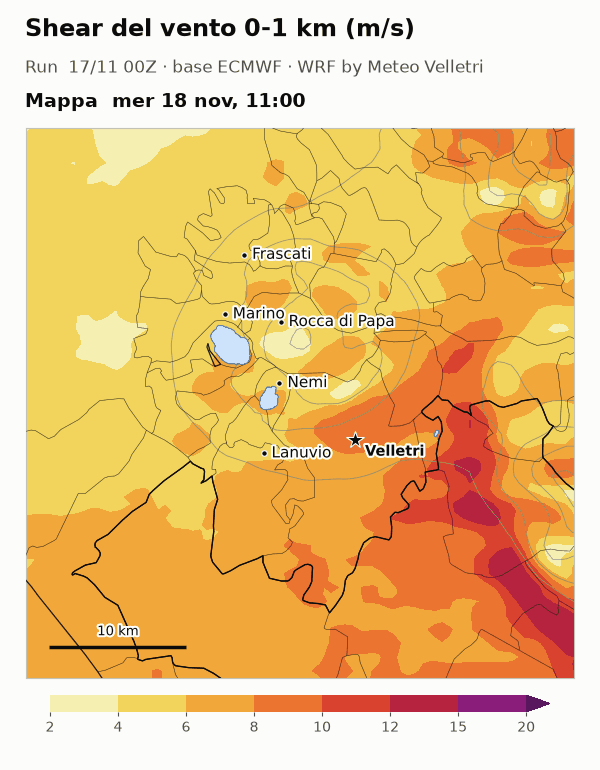 Shear del vento 0-1 km (m/s)
Run 17/11 00Z · base ECMWF · WRF by Meteo Velletri
Mappa mer 18 nov, 11:00
Frascati
Marino
Rocca di Papa
Nemi
Velletri
Lanuvio
10 km
2 4 6 8 10 12 15 20